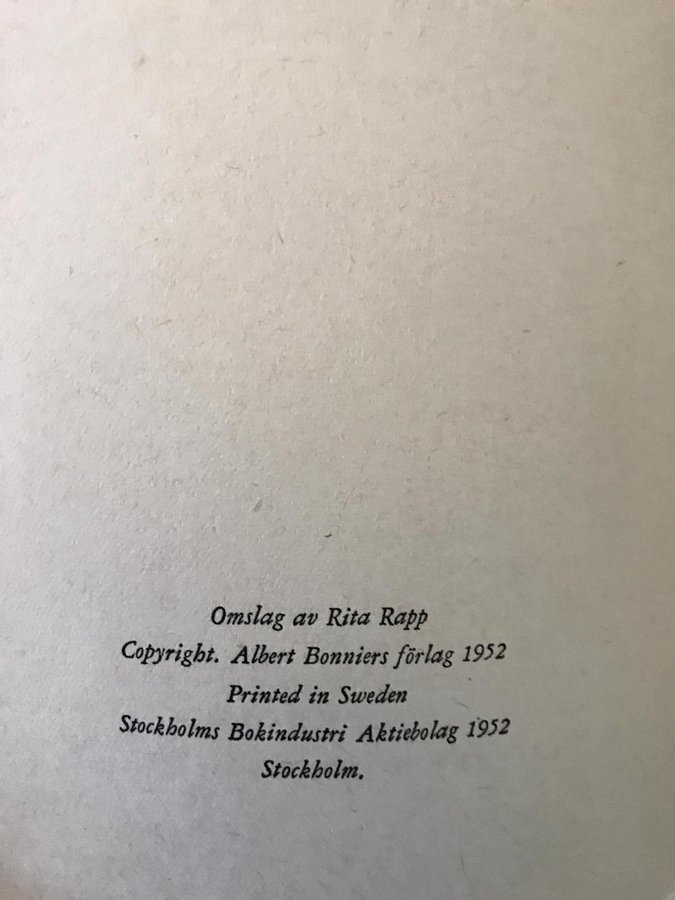 Omslag av Rita Rapp
Copyright. Albert Bonniers förlag 1952
Printed in Sweden
Stockholms Bokindustri Aktiebolag 1952
Stockholm.